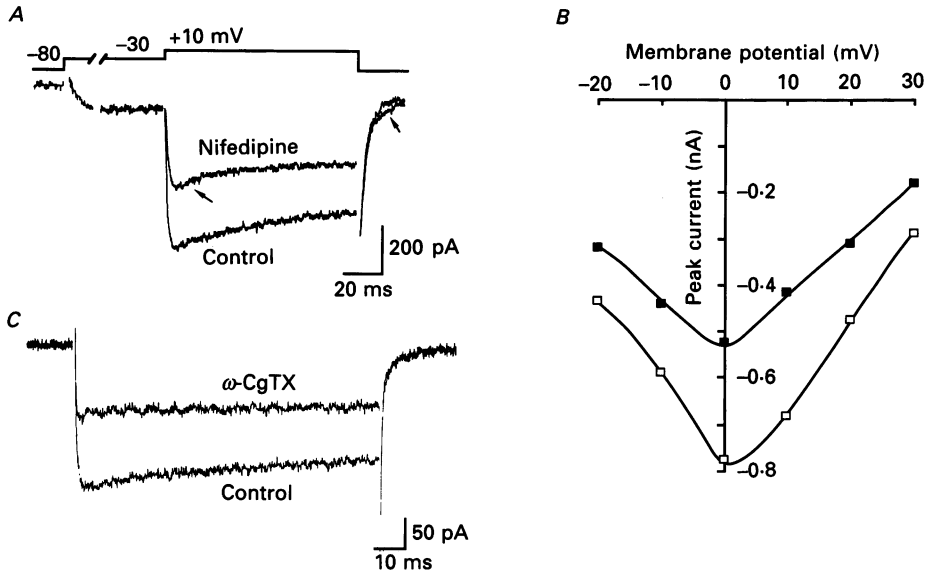 A
−80
−30
+10 mV
Nifedipine
Control
200 pA
20 ms
B
Membrane potential (mV)
−20
−10
0
10
20
30
Peak current (nA)
−0·2
−0·4
−0·6
−0·8
C
ω-CgTX
Control
50 pA
10 ms